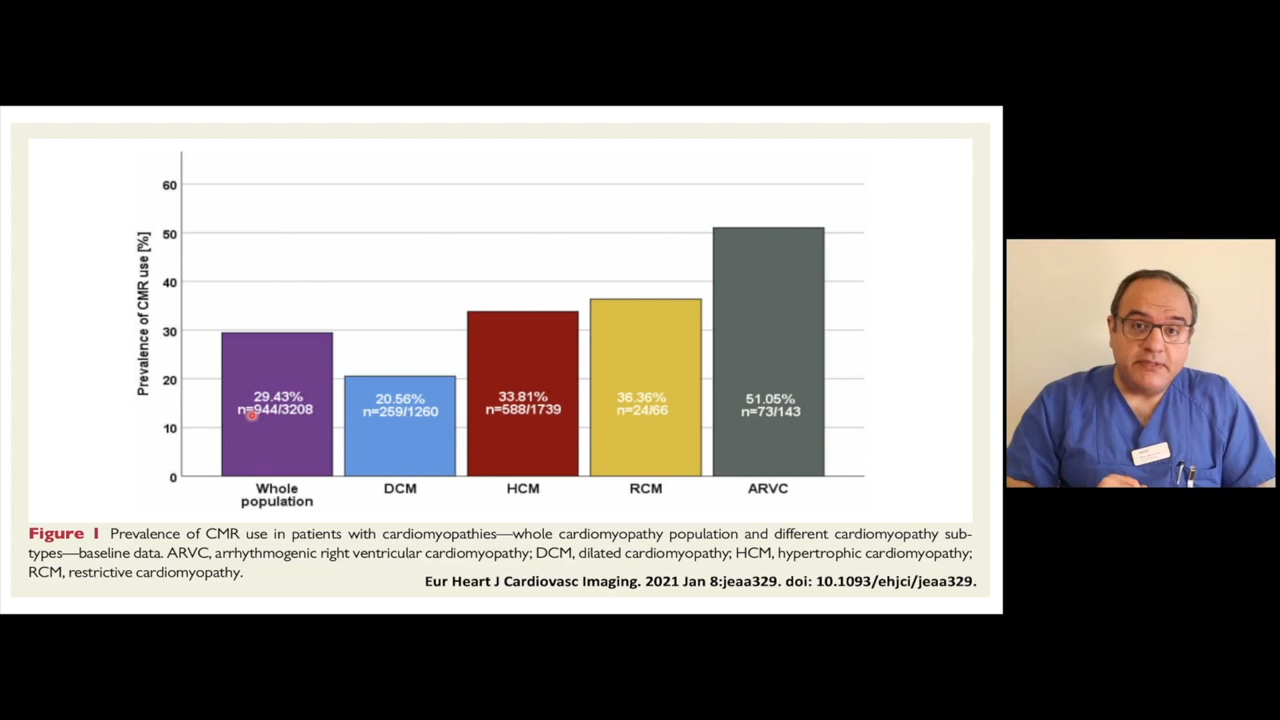 60
50
40
30
20
10
0
Prevalence of CMR use [%]
29.43%
n=944/3208
20.56%
n=259/1260
33.81%
n=588/1739
36.36%
n=24/66
51.05%
n=73/143
Whole
population
DCM
HCM
RCM
ARVC
Figure 1 Prevalence of CMR use in patients with cardiomyopathies—whole cardiomyopathy population and different cardiomyopathy sub-
types—baseline data. ARVC, arrhythmogenic right ventricular cardiomyopathy; DCM, dilated cardiomyopathy; HCM, hypertrophic cardiomyopathy;
RCM, restrictive cardiomyopathy.
Eur Heart J Cardiovasc Imaging. 2021 Jan 8:jeaa329. doi: 10.1093/ehjci/jeaa329.